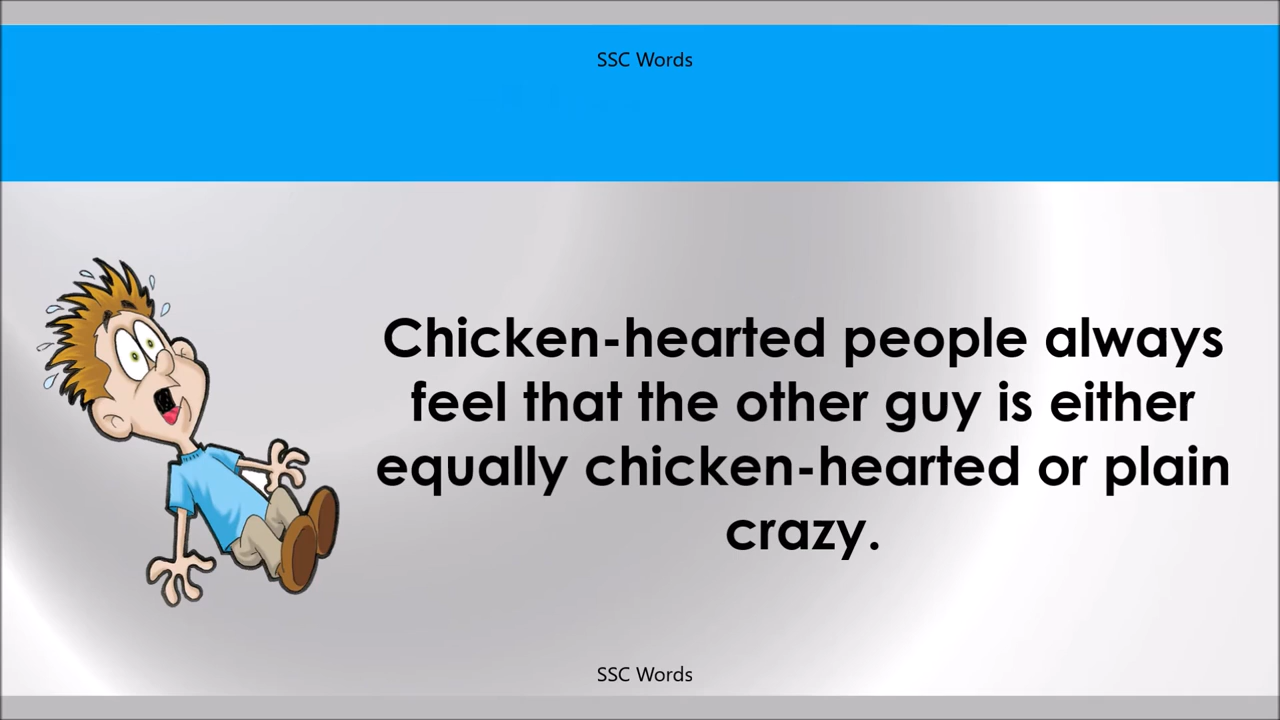 SSC Words
Chicken-hearted people always
feel that the other guy is either
equally chicken-hearted or plain
crazy.
SSC Words